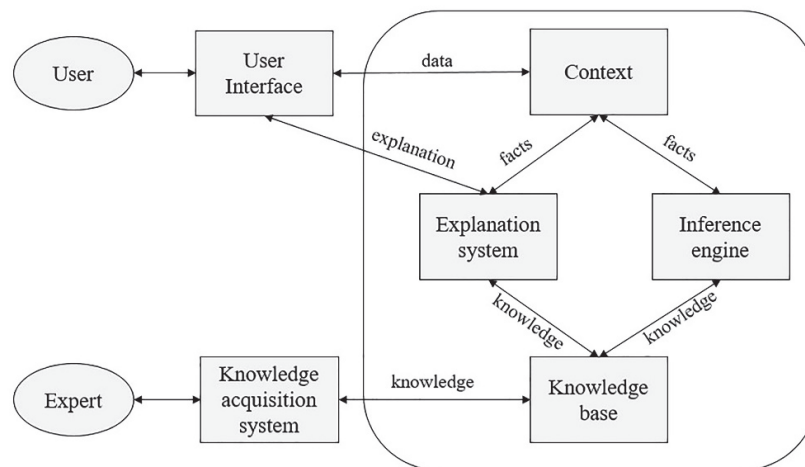 User
User
Interface
data
Context
explanation
facts
facts
Explanation
system
Inference
engine
knowledge
knowledge
Expert
Knowledge
acquisition
system
knowledge
Knowledge
base